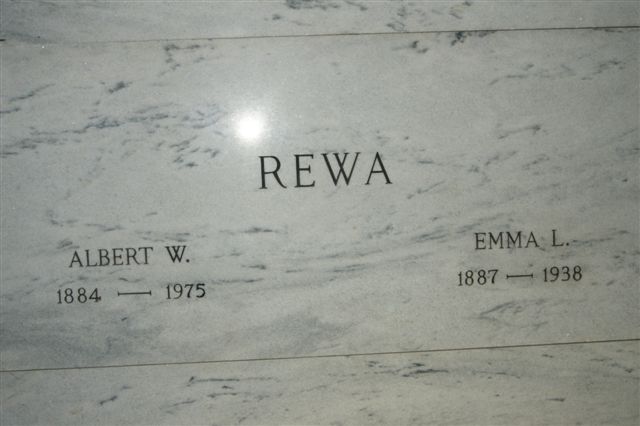 REWA
ALBERT W.
1884 — 1975
EMMA L.
1887 — 1938